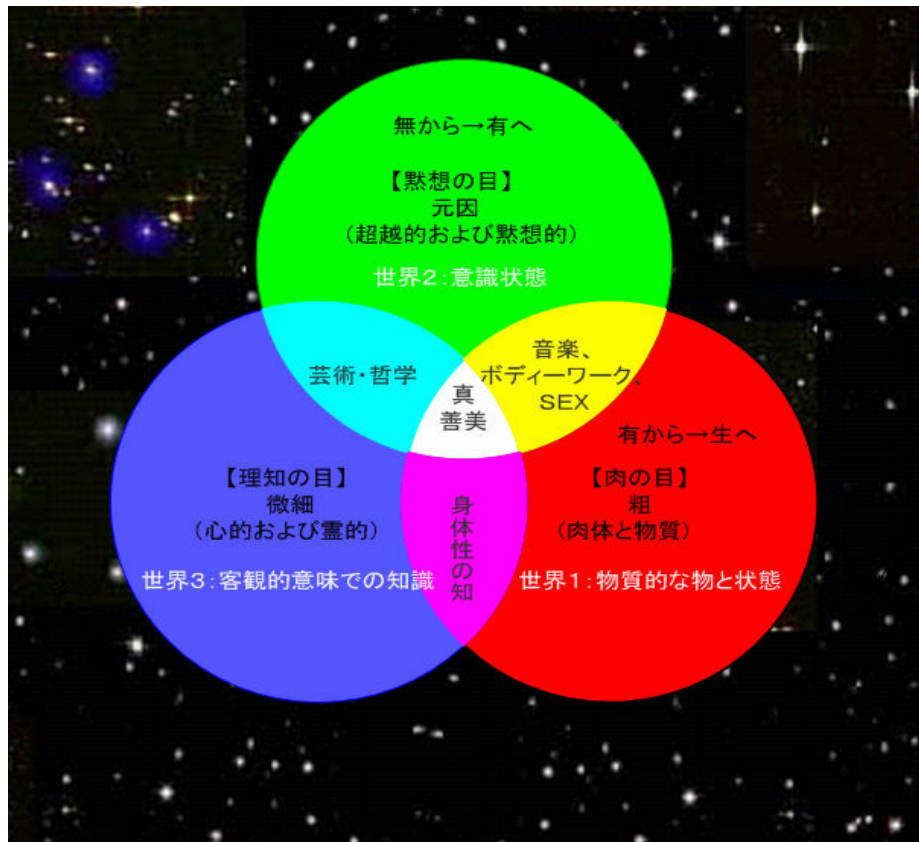 無から→有へ
【黙想の目】
元因
(超越的および黙想的)
世界2:意識状態
芸術・哲学
音楽、
ボディーワーク、
SEX
真
善美
有から→生へ
【理知の目】
微細
(心的および霊的)
世界3:客観的意味での知識
身体性の知
【肉の目】
粗
(肉体と物質)
世界1:物質的な物と状態